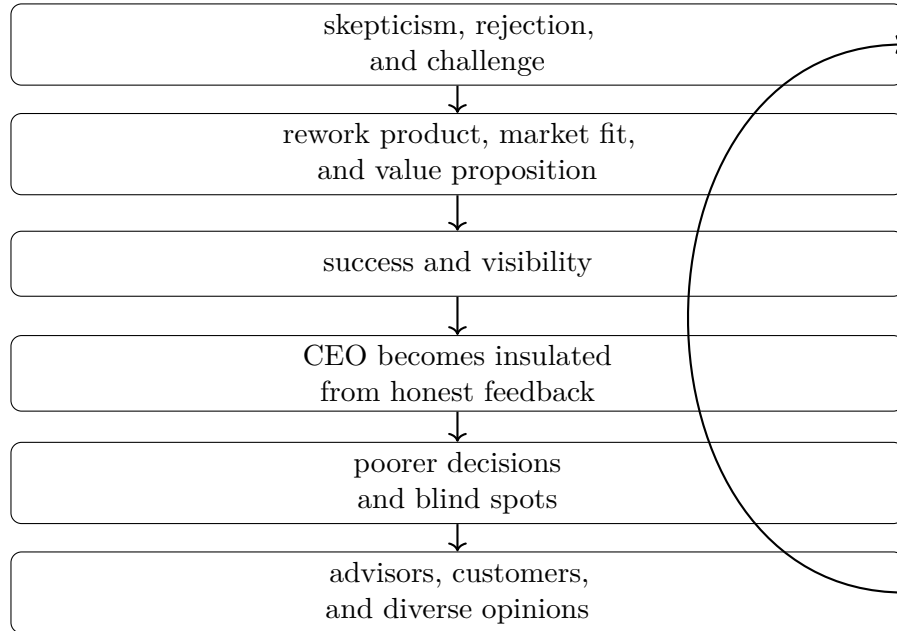 skepticism, rejection,
and challenge
rework product, market fit,
and value proposition
success and visibility
CEO becomes insulated
from honest feedback
poorer decisions
and blind spots
advisors, customers,
and diverse opinions